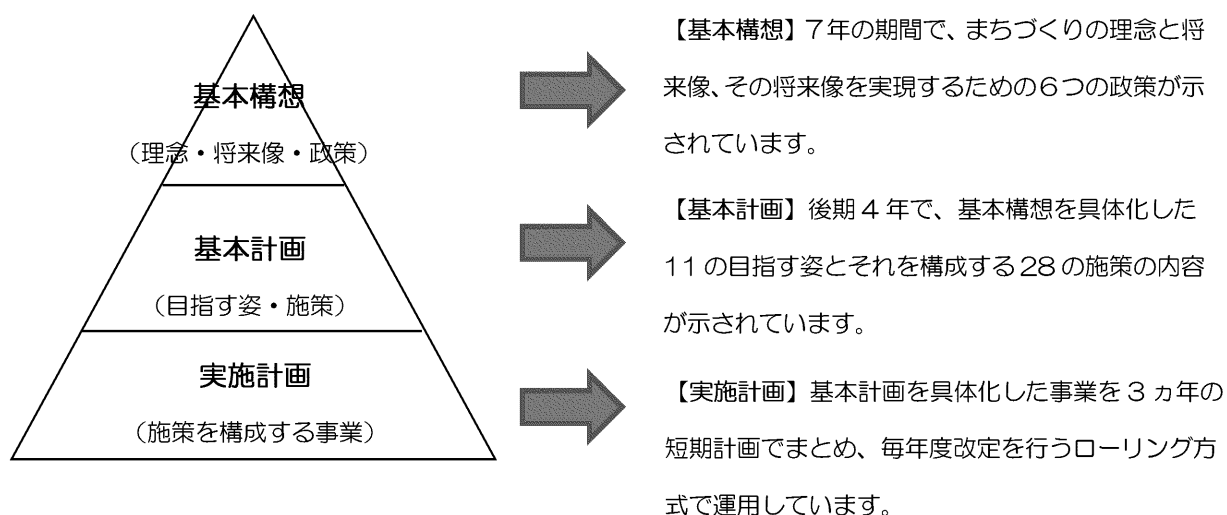 基本構想
（理念・将来像・政策）
基本計画
（目指す姿・施策）
実施計画
（施策を構成する事業）
【基本構想】７年の期間で、まちづくりの理念と将
来像、その将来像を実現するための６つの政策が示
されています。
【基本計画】後期４年で、基本構想を具体化した
11の目指す姿とそれを構成する28の施策の内容
が示されています。
【実施計画】基本計画を具体化した事業を３ヵ年の
短期計画でまとめ、毎年度改定を行うローリング方
式で運用しています。